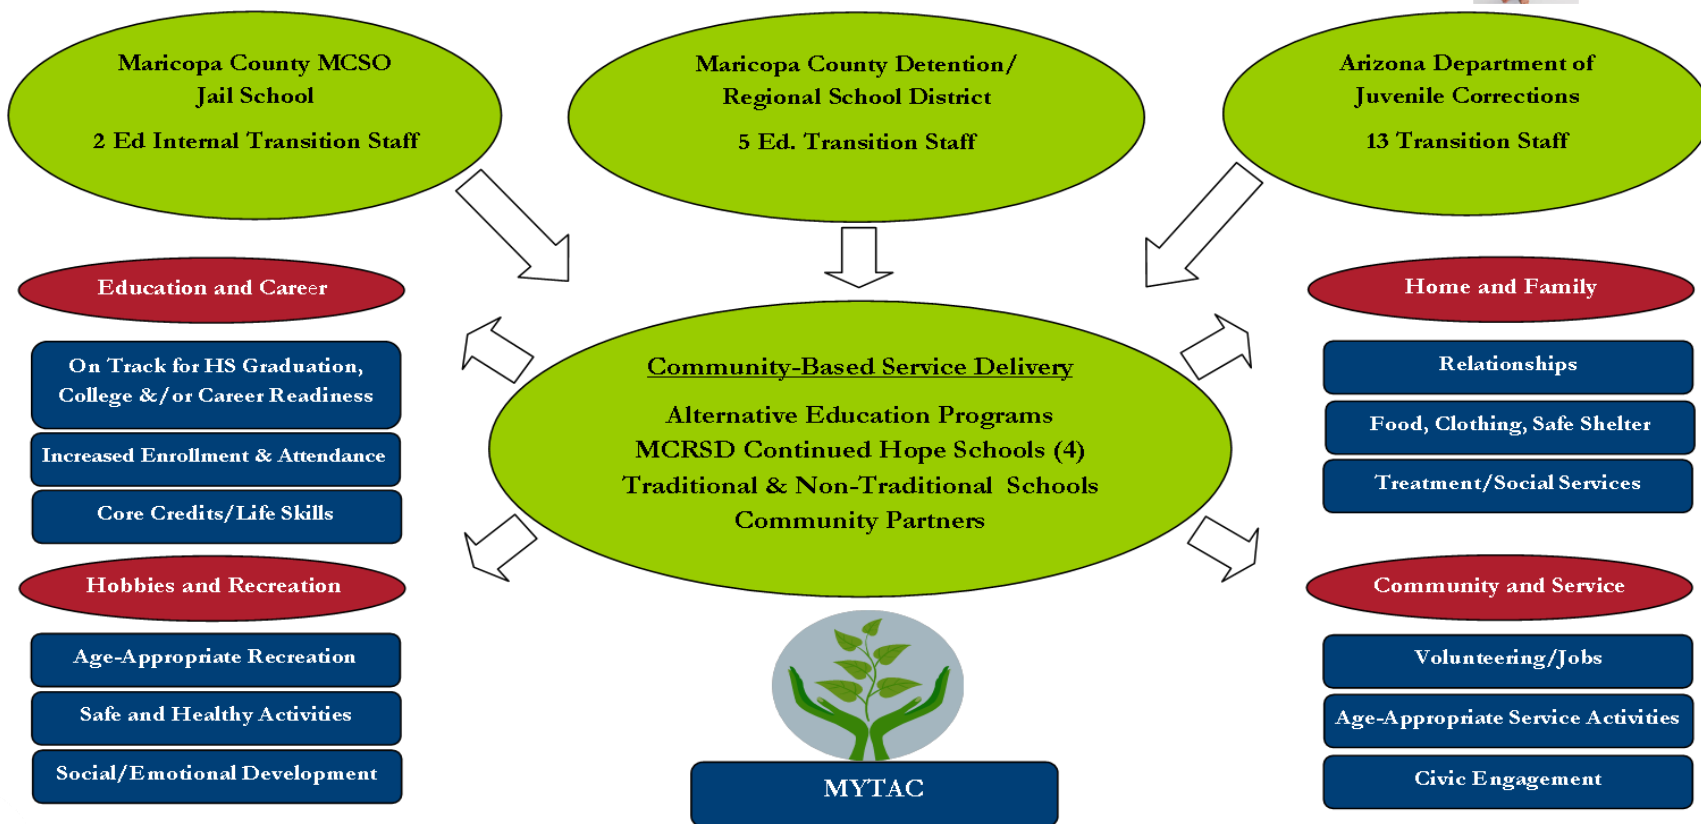 Maricopa County MCSO
Jail School
2 Ed Internal Transition Staff
Maricopa County Detention/
Regional School District
5 Ed. Transition Staff
Arizona Department of
Juvenile Corrections
13 Transition Staff
Education and Career
On Track for HS Graduation,
College &/or Career Readiness
Increased Enrollment & Attendance
Core Credits/Life Skills
Hobbies and Recreation
Age-Appropriate Recreation
Safe and Healthy Activities
Social/Emotional Development
Community-Based Service Delivery
Alternative Education Programs
MCRSD Continued Hope Schools (4)
Traditional & Non-Traditional Schools
Community Partners
MYTAC
Home and Family
Relationships
Food, Clothing, Safe Shelter
Treatment/Social Services
Community and Service
Volunteering/Jobs
Age-Appropriate Service Activities
Civic Engagement